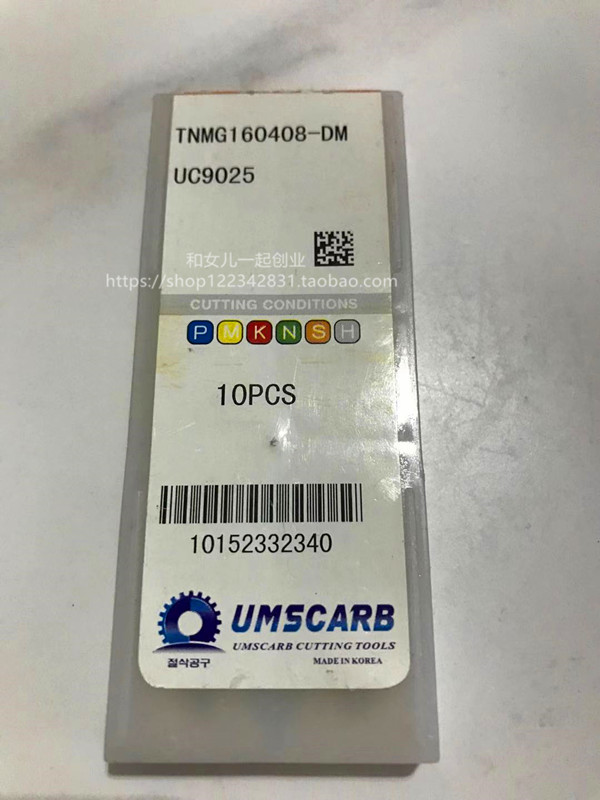 TNMG160408-DM
UC9025
和女儿一起创业
https://shop122342831.taobao.com
CUTTING CONDITIONS
P M K N S H
10PCS
10152332340
UMSCARB
UMSCARB CUTTING TOOLS
절삭공구
MADE IN KOREA